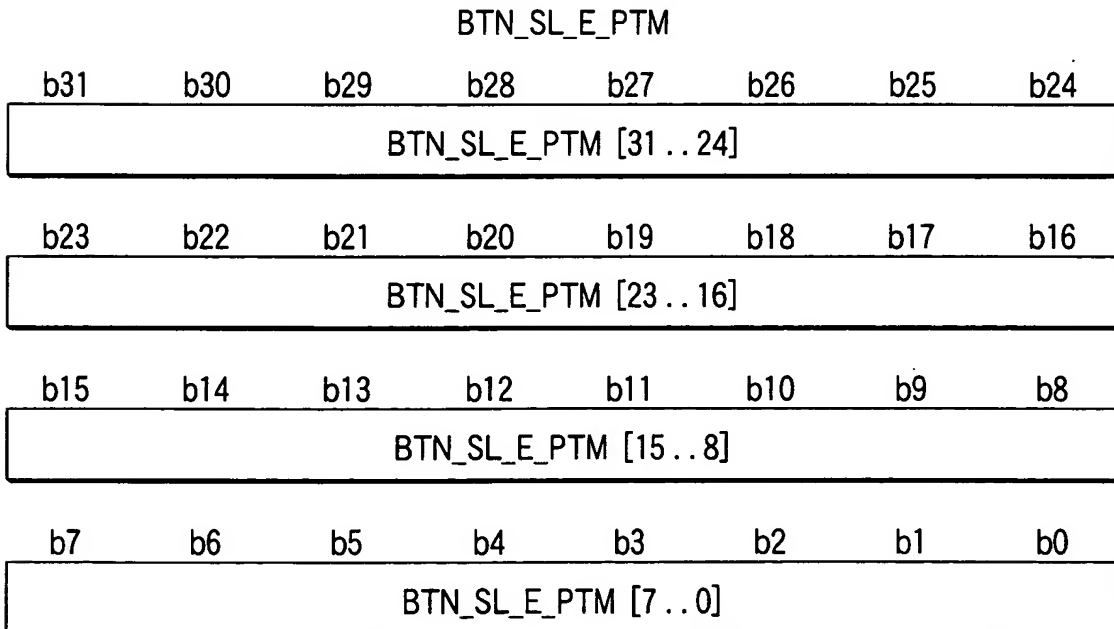 BTN_SL_E_PTM
b31 b30 b29 b28 b27 b26 b25 b24
BTN_SL_E_PTM [31..24]
b23 b22 b21 b20 b19 b18 b17 b16
BTN_SL_E_PTM [23..16]
b15 b14 b13 b12 b11 b10 b9 b8
BTN_SL_E_PTM [15..8]
b7 b6 b5 b4 b3 b2 b1 b0
BTN_SL_E_PTM [7..0]